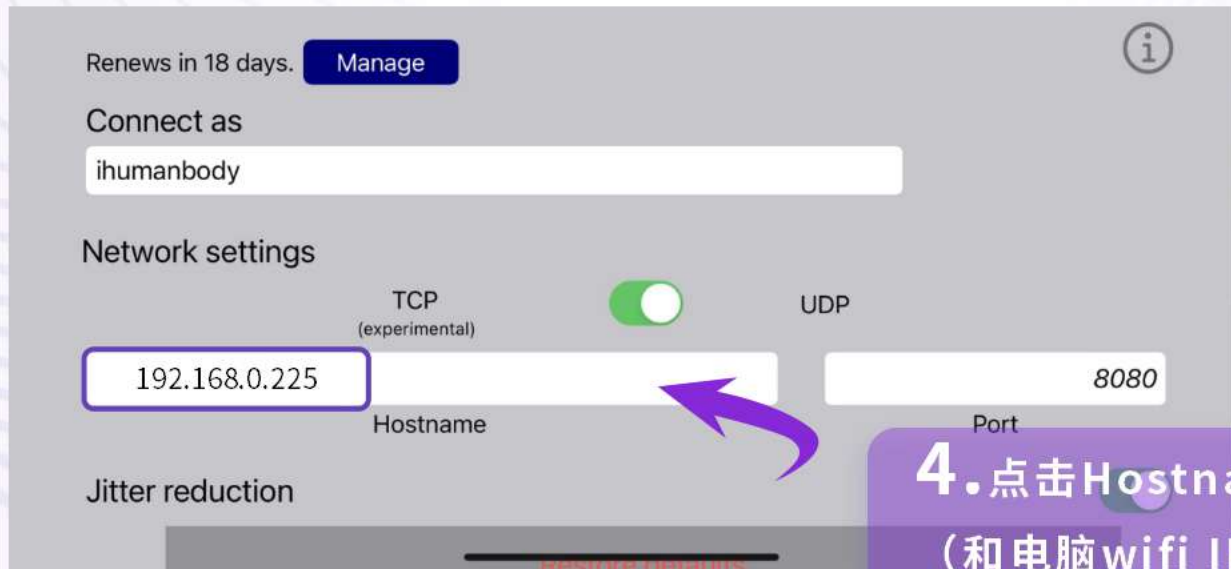 Renews in 18 days. Manage
Connect as
ihumanbody
Network settings
TCP UDP
(experimental)
192.168.0.225 8080
Hostname Port
Jitter reduction
4.点击Hostna
（和电脑wifi I
Restore defaults